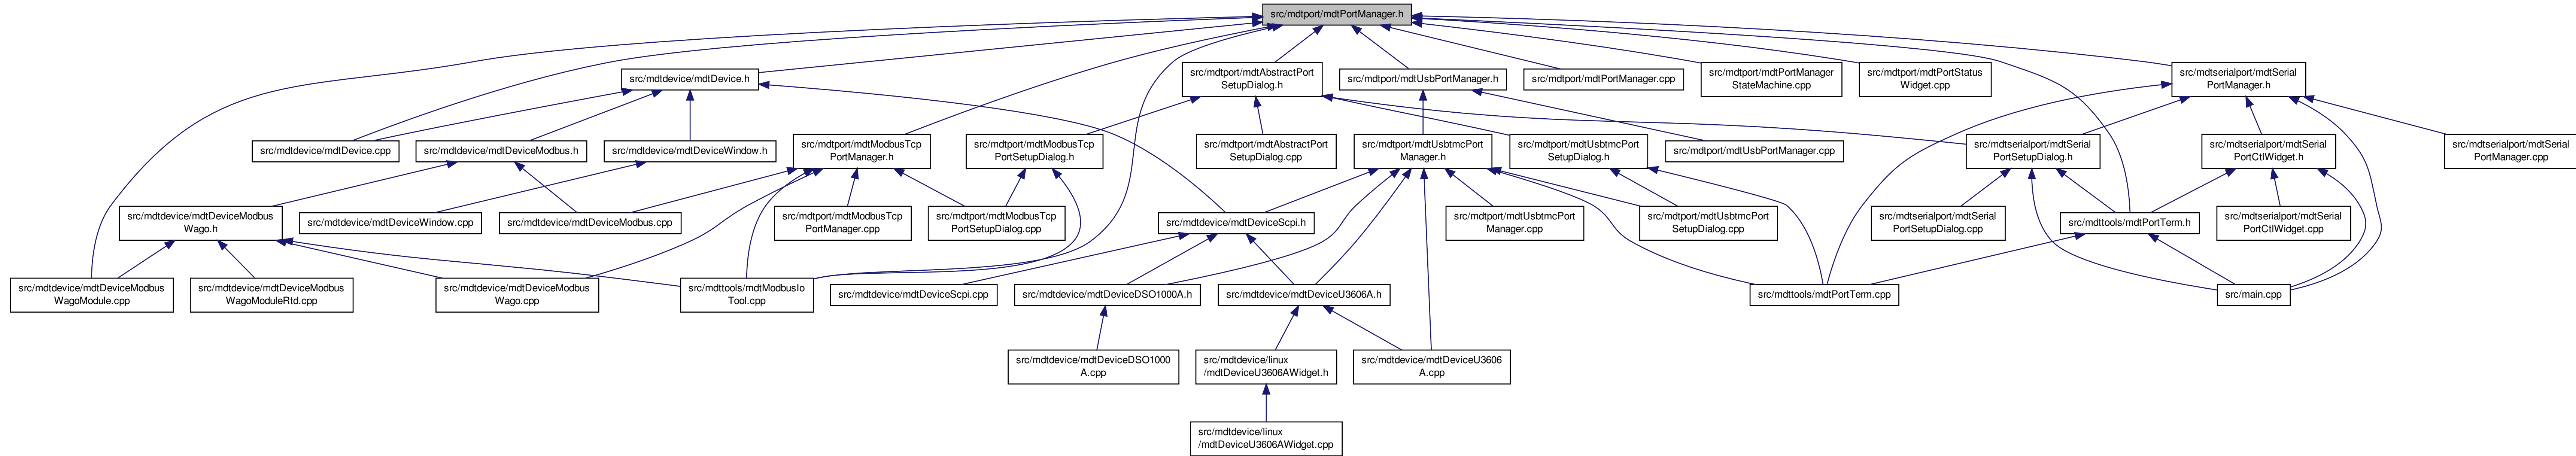 src/mdtport/mdtPortManager.h
src/mdtdevice/mdtDevice.h
src/mdtport/mdtAbstractPort
SetupDialog.h
src/mdtport/mdtUsbPortManager.h
src/mdtport/mdtPortManager.cpp
src/mdtport/mdtPortManager
StateMachine.cpp
src/mdtport/mdtPortStatus
Widget.cpp
src/mdtserialport/mdtSerial
PortManager.h
src/mdtdevice/mdtDevice.cpp
src/mdtdevice/mdtDeviceModbus.h
src/mdtdevice/mdtDeviceWindow.h
src/mdtport/mdtModbusTcp
PortManager.h
src/mdtport/mdtModbusTcp
PortSetupDialog.h
src/mdtport/mdtAbstractPort
SetupDialog.cpp
src/mdtport/mdtUsbtmcPort
Manager.h
src/mdtport/mdtUsbtmcPort
SetupDialog.h
src/mdtport/mdtUsbPortManager.cpp
src/mdtserialport/mdtSerial
PortSetupDialog.h
src/mdtserialport/mdtSerial
PortCtlWidget.h
src/mdtserialport/mdtSerial
PortManager.cpp
src/mdtdevice/mdtDeviceModbus
Wago.h
src/mdtdevice/mdtDeviceWindow.cpp
src/mdtdevice/mdtDeviceModbus.cpp
src/mdtport/mdtModbusTcp
PortManager.cpp
src/mdtport/mdtModbusTcp
PortSetupDialog.cpp
src/mdtdevice/mdtDeviceScpi.h
src/mdtport/mdtUsbtmcPort
Manager.cpp
src/mdtport/mdtUsbtmcPort
SetupDialog.cpp
src/mdtserialport/mdtSerial
PortSetupDialog.cpp
src/mdttools/mdtPortTerm.h
src/mdtserialport/mdtSerial
PortCtlWidget.cpp
src/mdtdevice/mdtDeviceModbus
WagoModule.cpp
src/mdtdevice/mdtDeviceModbus
WagoModuleRtd.cpp
src/mdtdevice/mdtDeviceModbus
Wago.cpp
src/mdttools/mdtModbusIo
Tool.cpp
src/mdtdevice/mdtDeviceScpi.cpp
src/mdtdevice/mdtDeviceDSO1000A.h
src/mdtdevice/mdtDeviceU3606A.h
src/mdttools/mdtPortTerm.cpp
src/main.cpp
src/mdtdevice/mdtDeviceDSO1000
A.cpp
src/mdtdevice/linux
/mdtDeviceU3606AWidget.h
src/mdtdevice/mdtDeviceU3606
A.cpp
src/mdtdevice/linux
/mdtDeviceU3606AWidget.cpp